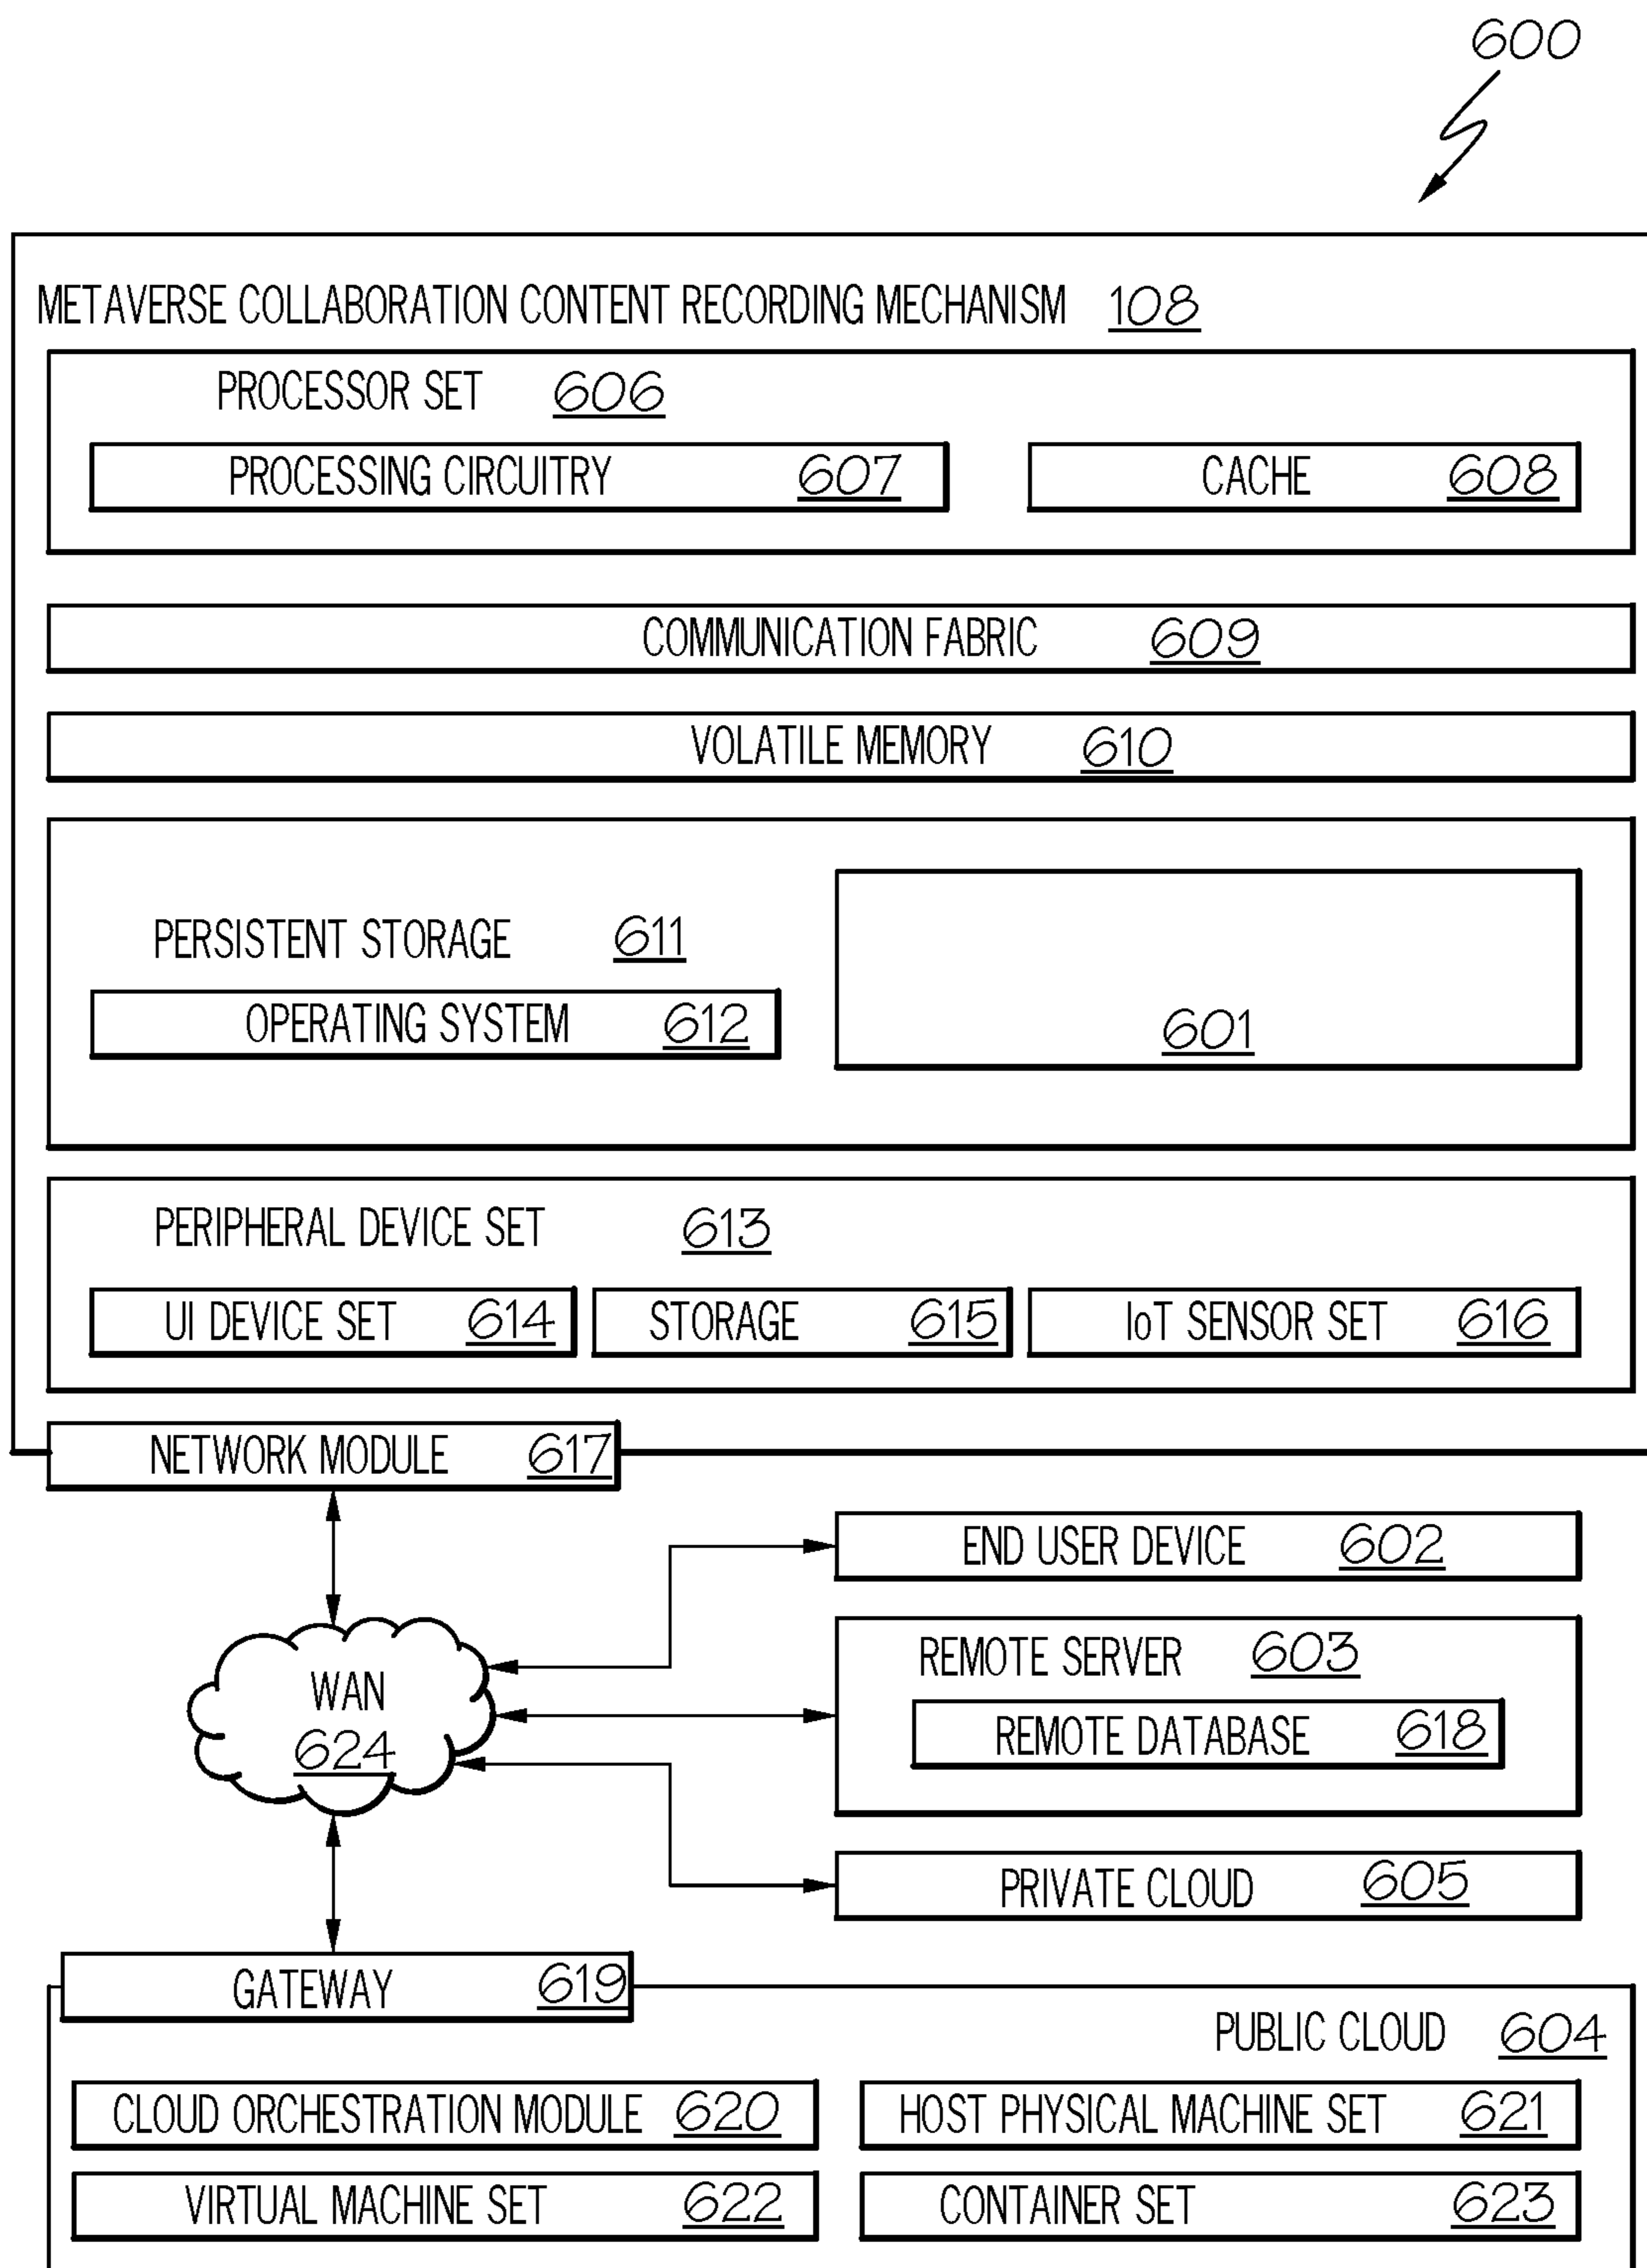 600
METAVERSE COLLABORATION CONTENT RECORDING MECHANISM 108
PROCESSOR SET 606
PROCESSING CIRCUITRY 607
CACHE 608
COMMUNICATION FABRIC 609
VOLATILE MEMORY 610
PERSISTENT STORAGE 611
OPERATING SYSTEM 612
601
PERIPHERAL DEVICE SET 613
UI DEVICE SET 614
STORAGE 615
IoT SENSOR SET 616
NETWORK MODULE 617
END USER DEVICE 602
REMOTE SERVER 603
WAN
624
REMOTE DATABASE 618
PRIVATE CLOUD 605
GATEWAY 619
PUBLIC CLOUD 604
CLOUD ORCHESTRATION MODULE 620
HOST PHYSICAL MACHINE SET 621
VIRTUAL MACHINE SET 622
CONTAINER SET 623